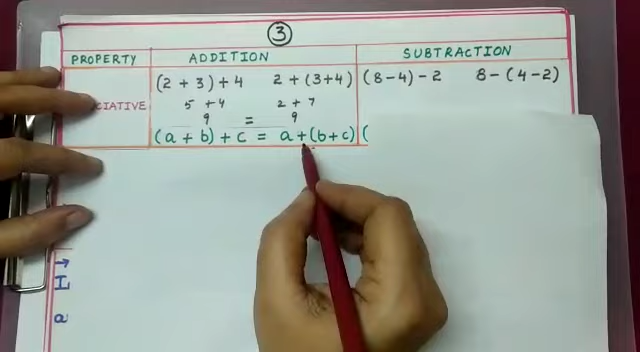 3
PROPERTY ADDITION SUBTRACTION
(2 + 3) + 4 2 + (3+4) (8-4) - 2 8 - (4-2)
CIATIVE 5 + 4 2 + 7
9 = 9
(a + b) + c = a + (b + c) (
I
a